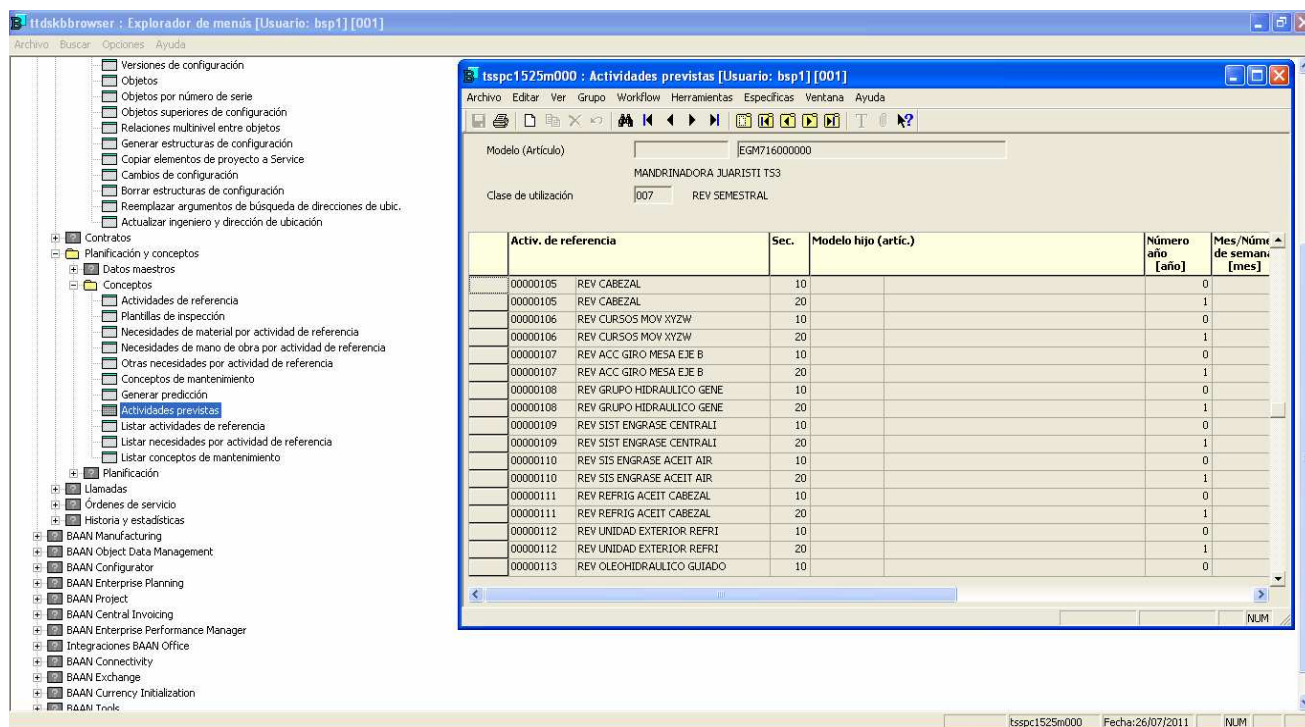 ttdskbbrowser : Explorador de menús [Usuario: bsp1] [001]
Archivo Buscar Opciones Ayuda
Versiones de configuración
Objetos
Objetos por número de serie
Objetos superiores de configuración
Relaciones multinivel entre objetos
Generar estructuras de configuración
Copiar elementos de proyecto a Service
Cambios de configuración
Borrar estructuras de configuración
Reemplazar argumentos de búsqueda de direcciones de ubic.
Actualizar ingeniero y dirección de ubicación
Contratos
Planificación y conceptos
Datos maestros
Conceptos
Actividades de referencia
Plantillas de inspección
Necesidades de material por actividad de referencia
Necesidades de mano de obra por actividad de referencia
Otras necesidades por actividad de referencia
Conceptos de mantenimiento
Generar predicción
Actividades previstas
Listar actividades de referencia
Listar necesidades por actividad de referencia
Listar conceptos de mantenimiento
Planificación
Llamadas
Órdenes de servicio
Historia y estadísticas
BAAN Manufacturing
BAAN Object Data Management
BAAN Configurator
BAAN Enterprise Planning
BAAN Project
BAAN Central Invoicing
BAAN Enterprise Performance Manager
Integraciones BAAN Office
BAAN Connectivity
BAAN Exchange
BAAN Currency Initialization
BAAN Tools
tsspc1525m000 : Actividades previstas [Usuario: bsp1] [001]
Archivo Editar Ver Grupo Workflow Herramientas Específicas Ventana Ayuda
Modelo (Artículo) EGM716000000
MANDRINADORA JUARISTI TS3
Clase de utilización 007 REV SEMESTRAL
Activ. de referencia Sec. Modelo hijo (artíc.) Número año [año] Mes/Núme de semana [mes]
00000105 REV CABEZAL 10 0
00000105 REV CABEZAL 20 1
00000106 REV CURSOS MOV XYZW 10 0
00000106 REV CURSOS MOV XYZW 20 1
00000107 REV ACC GIRO MESA EJE B 10 0
00000107 REV ACC GIRO MESA EJE B 20 1
00000108 REV GRUPO HIDRAULICO GENE 10 0
00000108 REV GRUPO HIDRAULICO GENE 20 1
00000109 REV SIST ENGRASE CENTRALI 10 0
00000109 REV SIST ENGRASE CENTRALI 20 1
00000110 REV SIS ENGRASE ACEIT AIR 10 0
00000110 REV SIS ENGRASE ACEIT AIR 20 1
00000111 REV REFRIG ACEIT CABEZAL 10 0
00000111 REV REFRIG ACEIT CABEZAL 20 1
00000112 REV UNIDAD EXTERIOR REFRI 10 0
00000112 REV UNIDAD EXTERIOR REFRI 20 1
00000113 REV OLEOHIDRAULICO GUIADO 10 0
NUM
tsspc1525m000 Fecha:26/07/2011 NUM